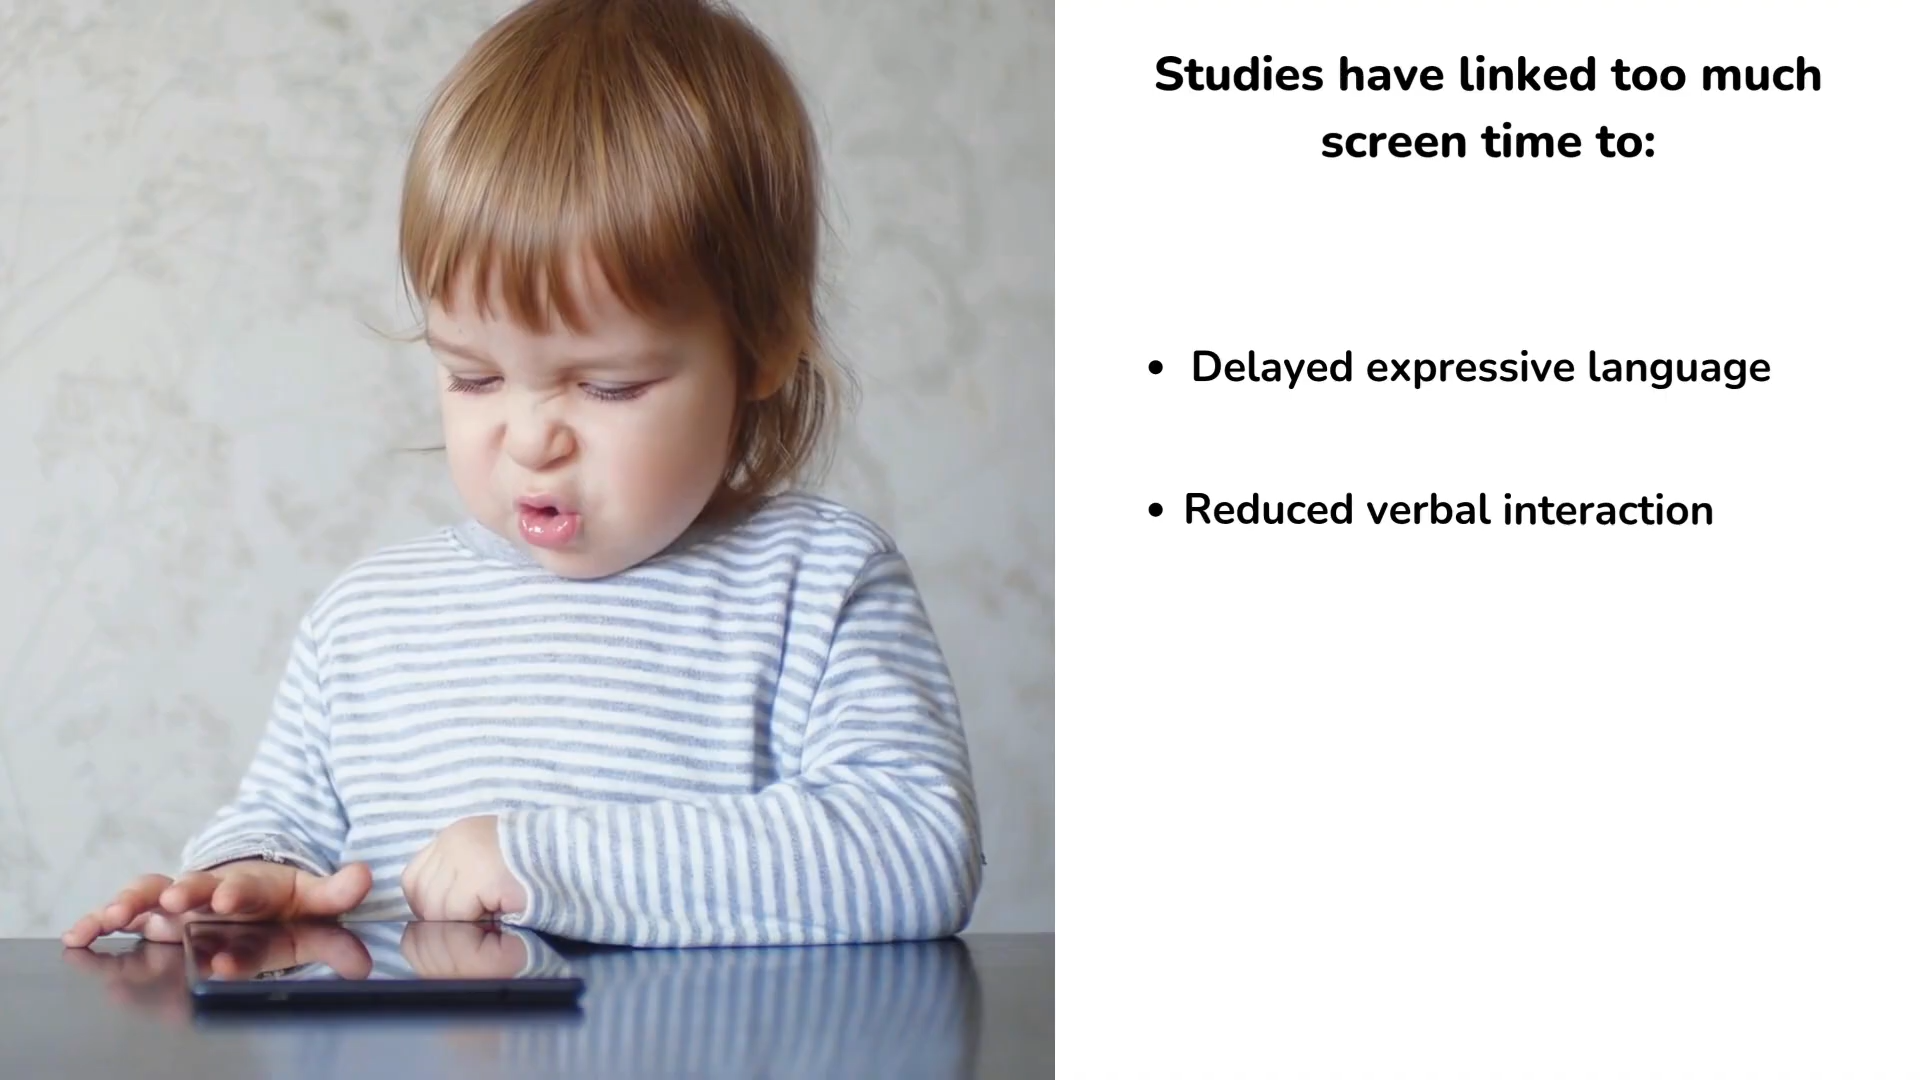 Studies have linked too much
screen time to:
• Delayed expressive language
• Reduced verbal interaction